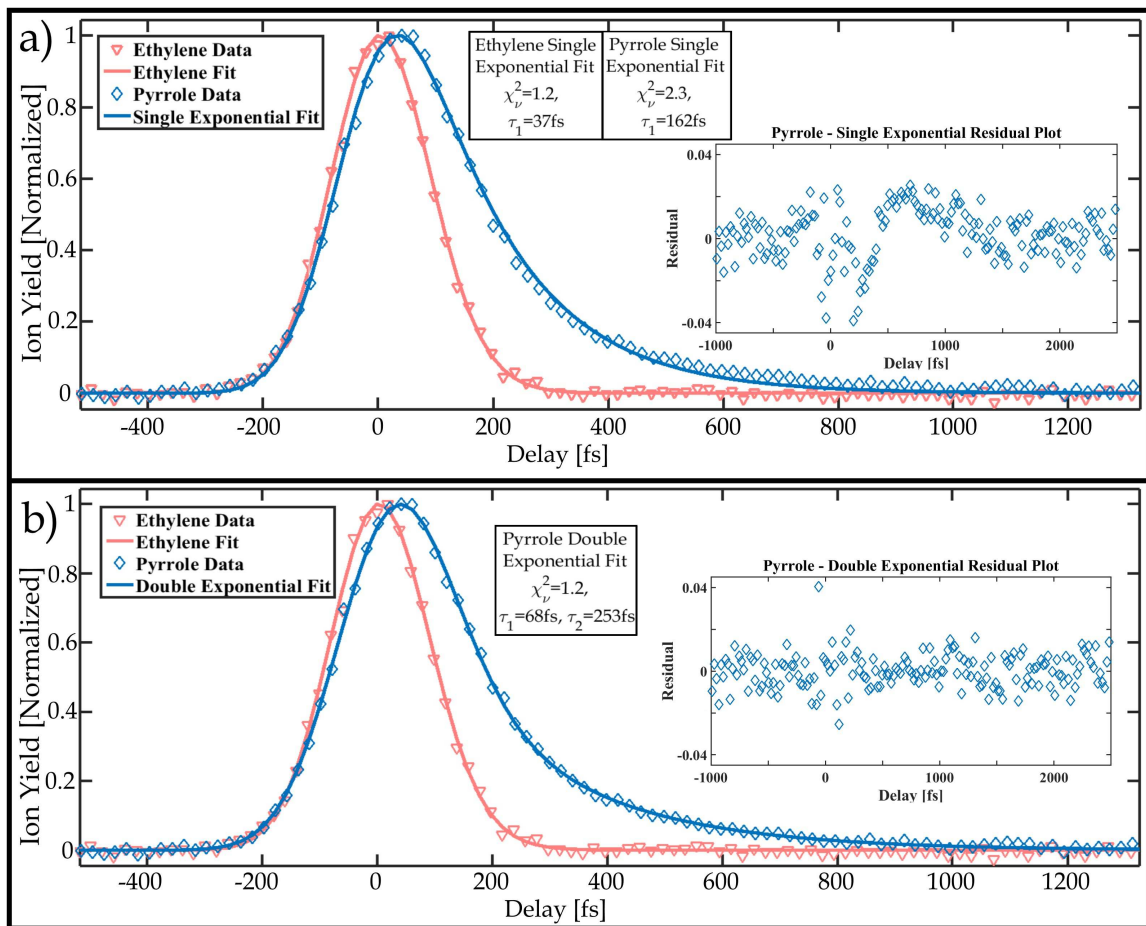 a)
Ion Yield [Normalized]
1
0.8
0.6
0.4
0.2
0
Ethylene Data
Ethylene Fit
Pyrrole Data
Single Exponential Fit
Ethylene Single
Exponential Fit
χ²ᵥ=1.2,
τ₁=37fs
Pyrrole Single
Exponential Fit
χ²ᵥ=2.3,
τ₁=162fs
Pyrrole - Single Exponential Residual Plot
Residual
0.04
0
-0.04
-1000 0 1000 2000
Delay [fs]
-400 -200 0 200 400 600 800 1000 1200
Delay [fs]
b)
Ion Yield [Normalized]
1
0.8
0.6
0.4
0.2
0
Ethylene Data
Ethylene Fit
Pyrrole Data
Double Exponential Fit
Pyrrole Double
Exponential Fit
χ²ᵥ=1.2,
τ₁=68fs, τ₂=253fs
Pyrrole - Double Exponential Residual Plot
Residual
0.04
0
-0.04
-1000 0 1000 2000
Delay [fs]
-400 -200 0 200 400 600 800 1000 1200
Delay [fs]